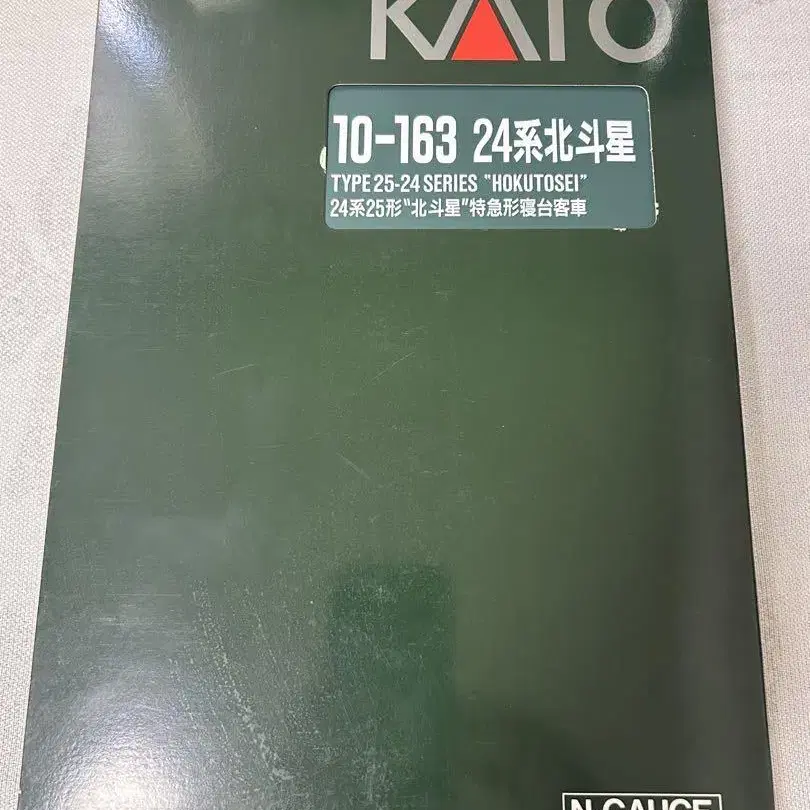 KATO
10-163 24系北斗星
TYPE 25-24 SERIES "HOKUTOSEI"
24系25形"北斗星"特急形寝台客車
N-GAUGE